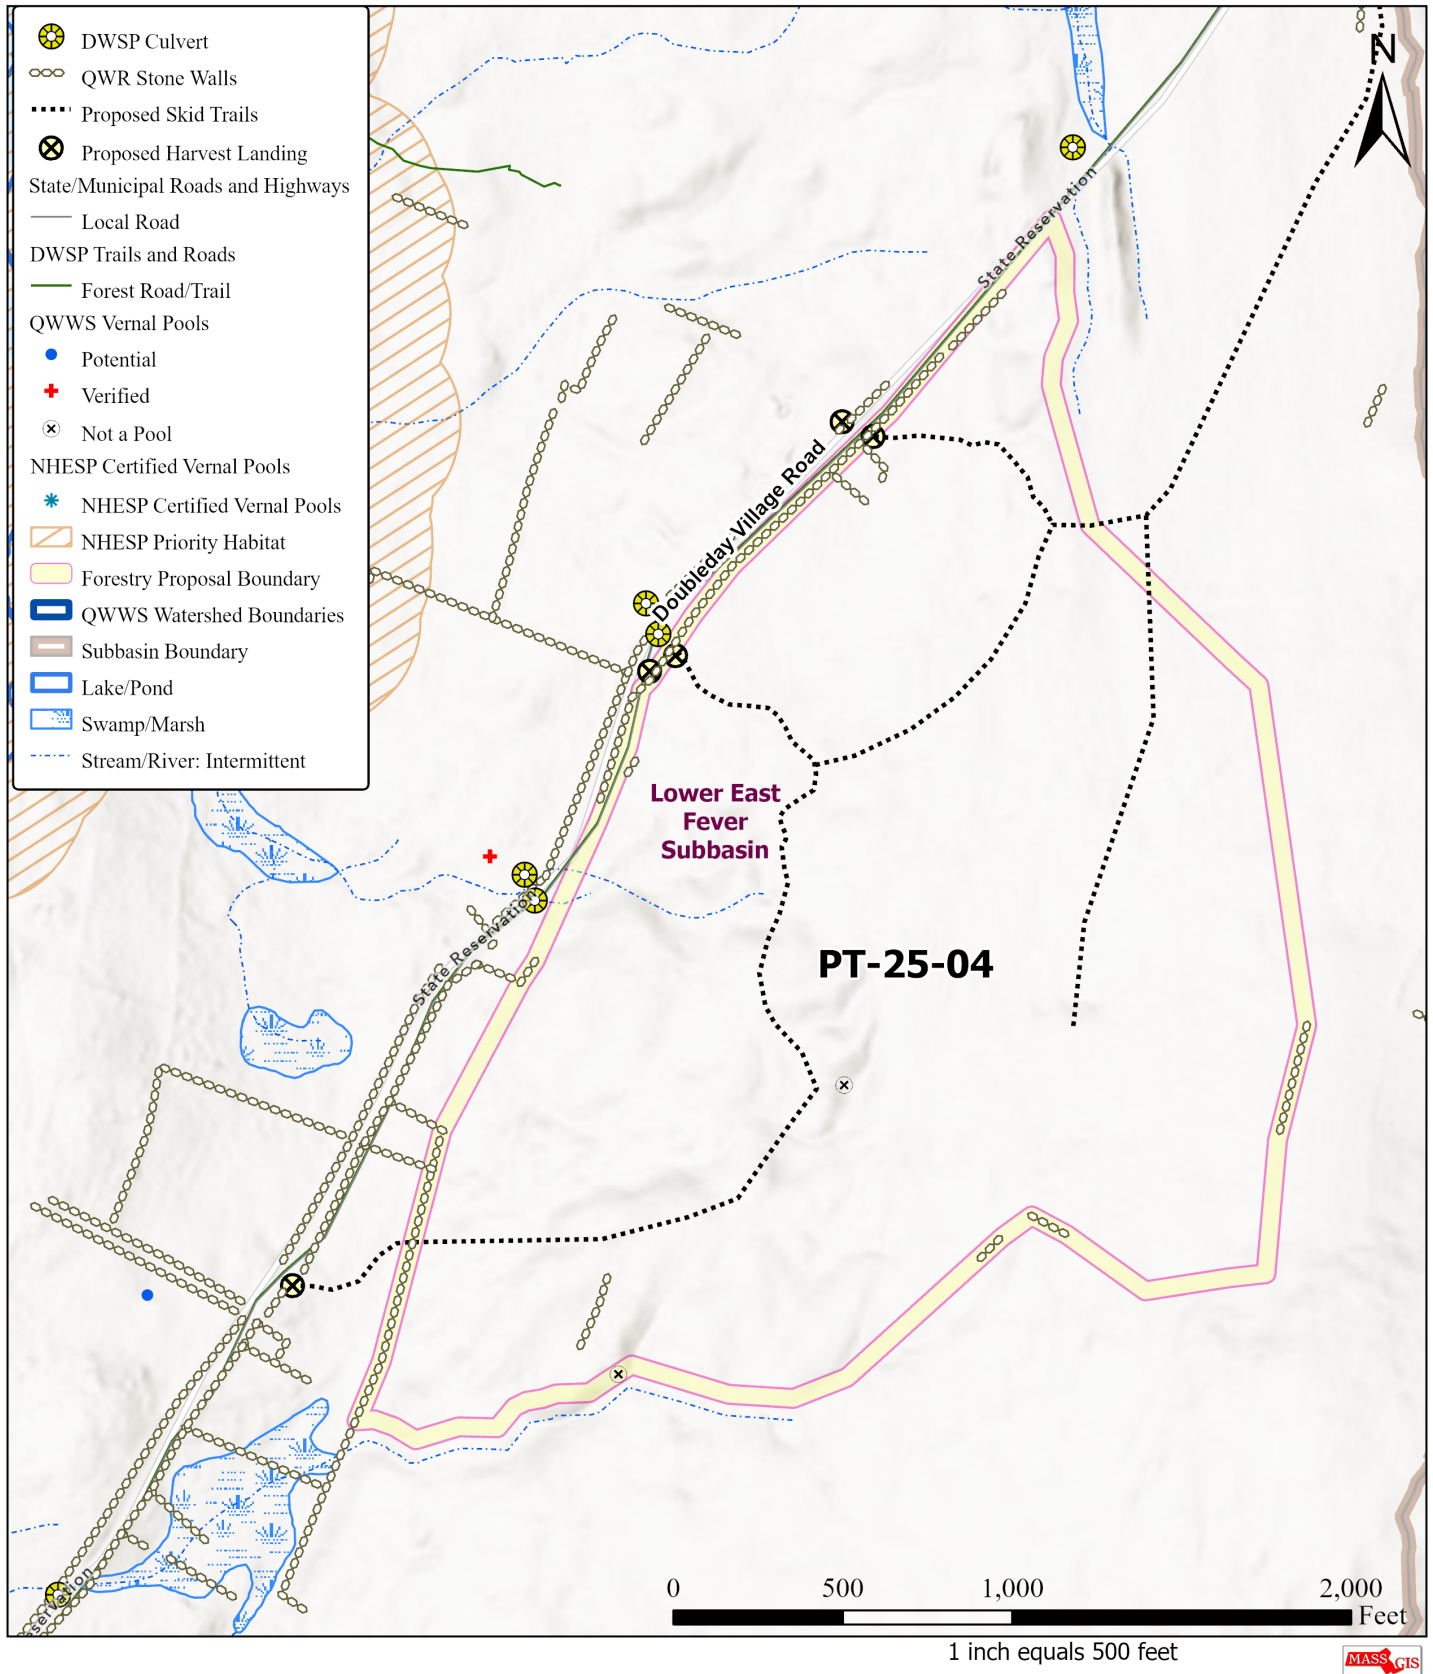 DWSP Culvert
QWR Stone Walls
Proposed Skid Trails
Proposed Harvest Landing
State/Municipal Roads and Highways
Local Road
DWSP Trails and Roads
Forest Road/Trail
QWWS Vernal Pools
Potential
Verified
Not a Pool
NHESP Certified Vernal Pools
NHESP Certified Vernal Pools
NHESP Priority Habitat
Forestry Proposal Boundary
QWWS Watershed Boundaries
Subbasin Boundary
Lake/Pond
Swamp/Marsh
Stream/River: Intermittent
N
State Reservation
Doubleday Village Road
Lower East
Fever
Subbasin
State Reservation
PT-25-04
eservation
0 500 1,000 2,000
Feet
1 inch equals 500 feet
MASS GIS